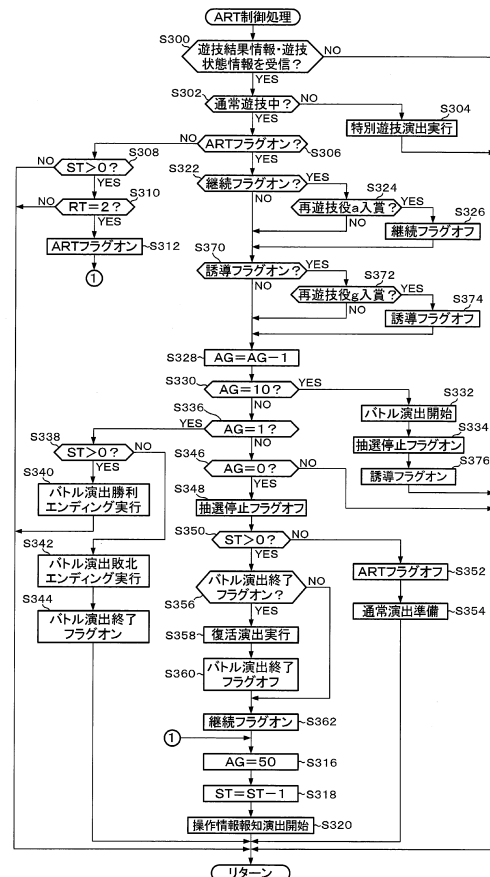 ART制御処理
S300
遊技結果情報・遊技
状態情報を受信?
NO
YES
S302
通常遊技中?
NO
S304
特別遊技演出実行
YES
NO
ARTフラグオン?
S306
S308
NO
ST>0?
YES
S310
NO
RT=2?
YES
ARTフラグオン
S312
①
YES
S322
継続フラグオン?
YES
S324
再遊技役a入賞?
YES
S326
継続フラグオフ
NO
NO
S370
誘導フラグオン?
YES
S372
再遊技役g入賞?
YES
S374
誘導フラグオフ
NO
NO
S328
AG=AG-1
S330
AG=10?
YES
S332
バトル演出開始
S334
抽選停止フラグオン
S376
誘導フラグオン
NO
S336
YES
AG=1?
S338
ST>0?
NO
YES
S340
バトル演出勝利
エンディング実行
NO
S346
AG=0?
NO
YES
S348
抽選停止フラグオフ
S342
バトル演出敗北
エンディング実行
S350
ST>0?
NO
YES
ARTフラグオフ
S352
S344
バトル演出終了
フラグオン
バトル演出終了
フラグオン?
NO
S356
YES
通常演出準備
S354
S358
復活演出実行
S360
バトル演出終了
フラグオフ
継続フラグオン
S362
①
AG=50
S316
ST=ST-1
S318
操作情報報知演出開始
S320
リターン